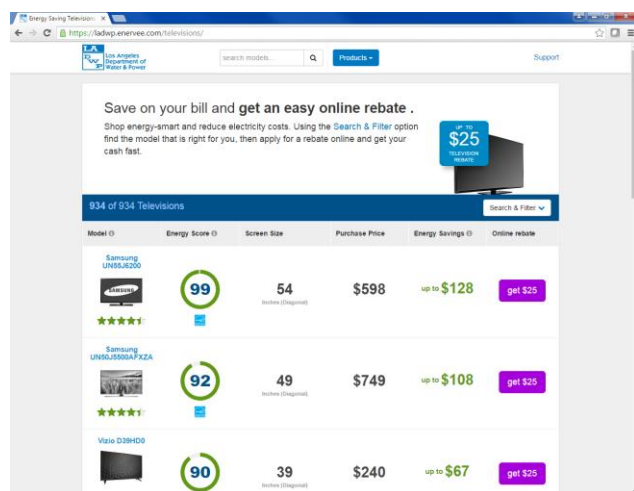 Energy Saving Televisions
https://ladwp.enervee.com/televisions/
LA
DWP
Los Angeles
Department of
Water & Power
search models...
Products
Support
Save on your bill and get an easy online rebate .
Shop energy-smart and reduce electricity costs. Using the Search & Filter option
find the model that is right for you, then apply for a rebate online and get your
cash fast.
UP TO
$25
TELEVISION
REBATE
934 of 934 Televisions
Search & Filter
Model Energy Score Screen Size Purchase Price Energy Savings Online rebate
Samsung
UN55J6200
SAMSUNG
99
54
Inches (Diagonal)
$598
up to $128
get $25
Samsung
UN50J5500AFXZA
92
49
Inches (Diagonal)
$749
up to $108
get $25
Vizio D39HD0
90
39
Inches (Diagonal)
$240
up to $67
get $25